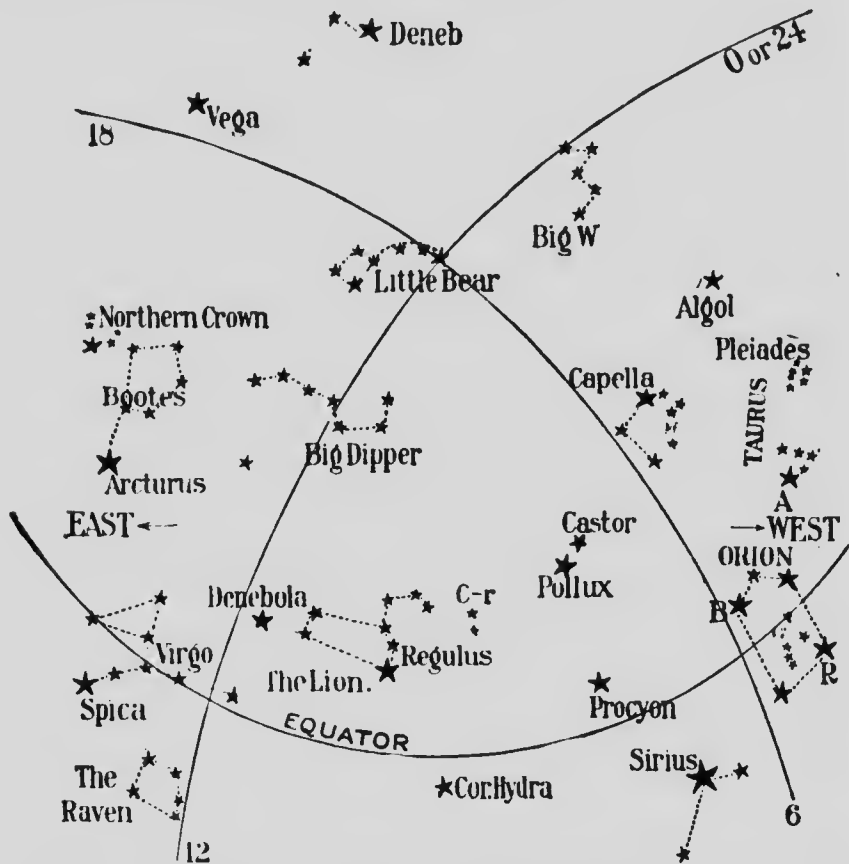 Deneb
0 or 24
Vega
18
Big W
Little Bear
Algol
Northern Crown
Pleiades
Capella
Bootes
TAURUS
Big Dipper
Arcturus
A
EAST
WEST
Castor
ORION
Pollux
Denebola
C-r
B
Virgo
Regulus
The Lion.
R
Spica
Procyon
EQUATOR
Sirius
The
Raven
Cor.Hydra
6
12